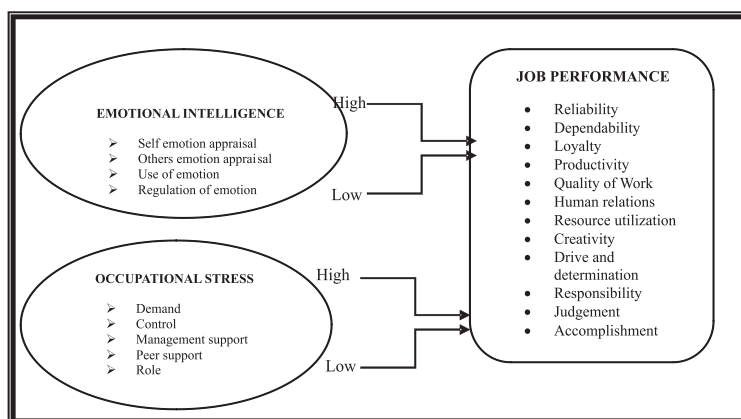 EMOTIONAL INTELLIGENCE
➢ Self emotion appraisal
➢ Others emotion appraisal
➢ Use of emotion
➢ Regulation of emotion
High
Low
OCCUPATIONAL STRESS
➢ Demand
➢ Control
➢ Management support
➢ Peer support
➢ Role
High
Low
JOB PERFORMANCE
• Reliability
• Dependability
• Loyalty
• Productivity
• Quality of Work
• Human relations
• Resource utilization
• Creativity
• Drive and
determination
• Responsibility
• Judgement
• Accomplishment